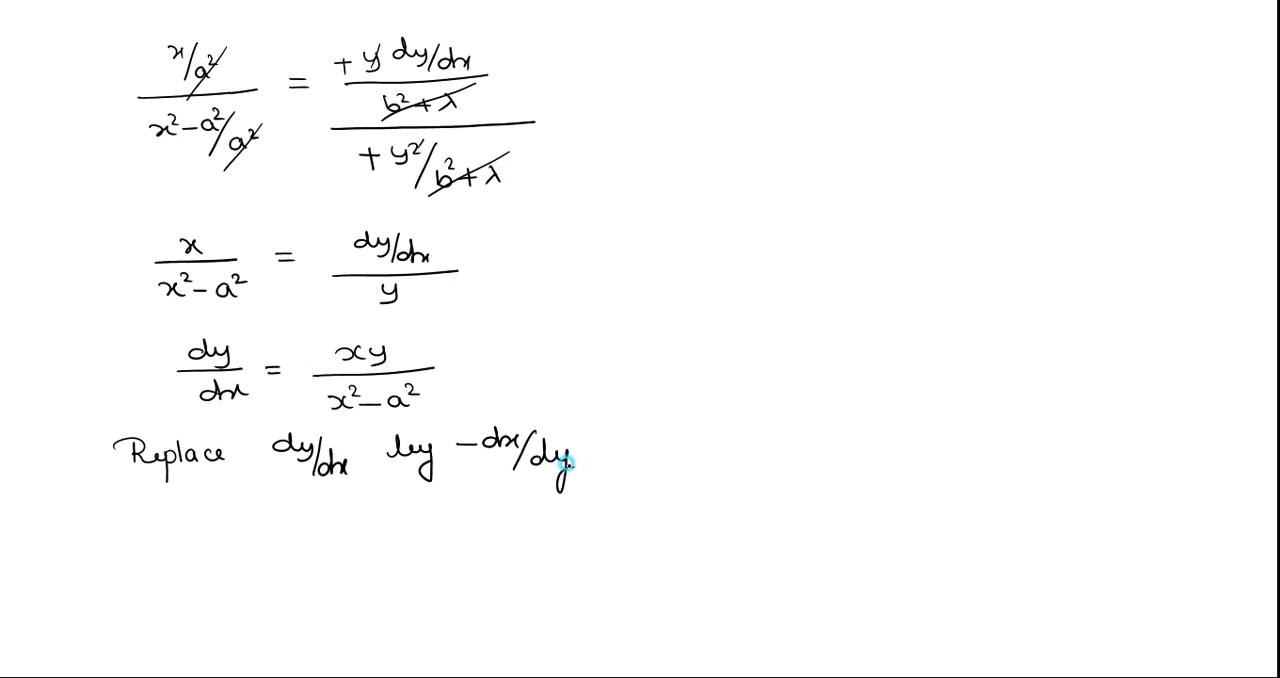 x/a² / x²-a²/a² = + y dy/dx / b²+λ / + y²/b²+λ
x / x²-a² = dy/dx / y
dy/dx = xy / x²-a²
Replace dy/dx by -dx/dy